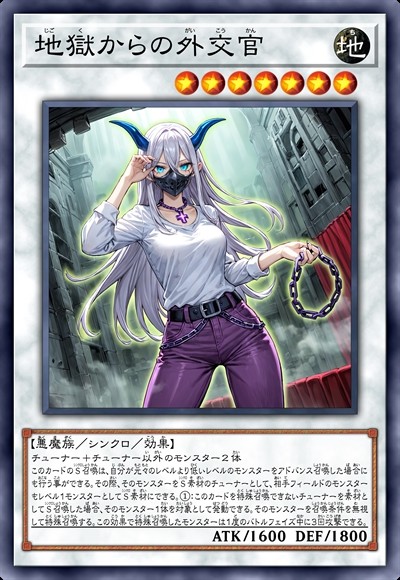 地獄からの外交官
地
【悪魔族／シンクロ／効果】
チューナー＋チューナー以外のモンスター２体
このカードのＳ召喚は、自分が元々のレベルより低いレベルのモンスターをアドバンス召喚した場合に
も行う事ができる。その際、そのモンスターをＳ素材のチューナーとして、相手フィールドのモンスター
もレベル１モンスターとしてＳ素材にできる。①：このカードを特殊召喚できないチューナーを素材と
してＳ召喚した場合、そのモンスター１体を対象として発動できる。そのモンスターを召喚条件を無視
して特殊召喚する。この効果で特殊召喚したモンスターは１度のバトルフェイズ中に３回攻撃できる。
ATK/1600 DEF/1800